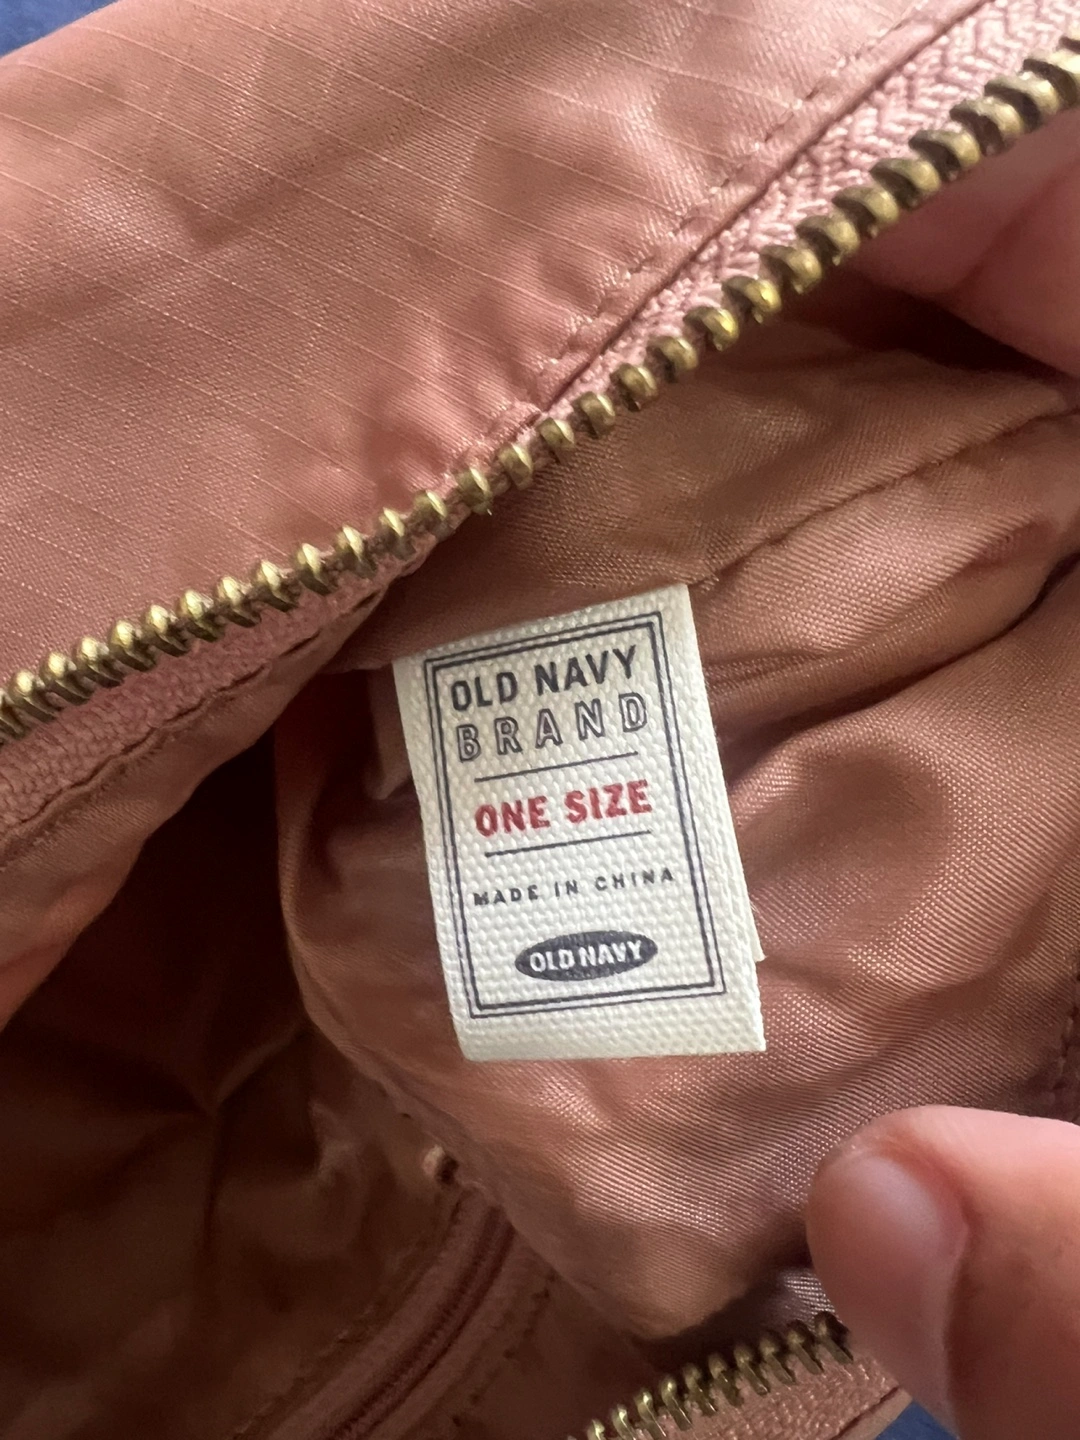 OLD NAVY
BRAND
ONE SIZE
MADE IN CHINA
OLD NAVY